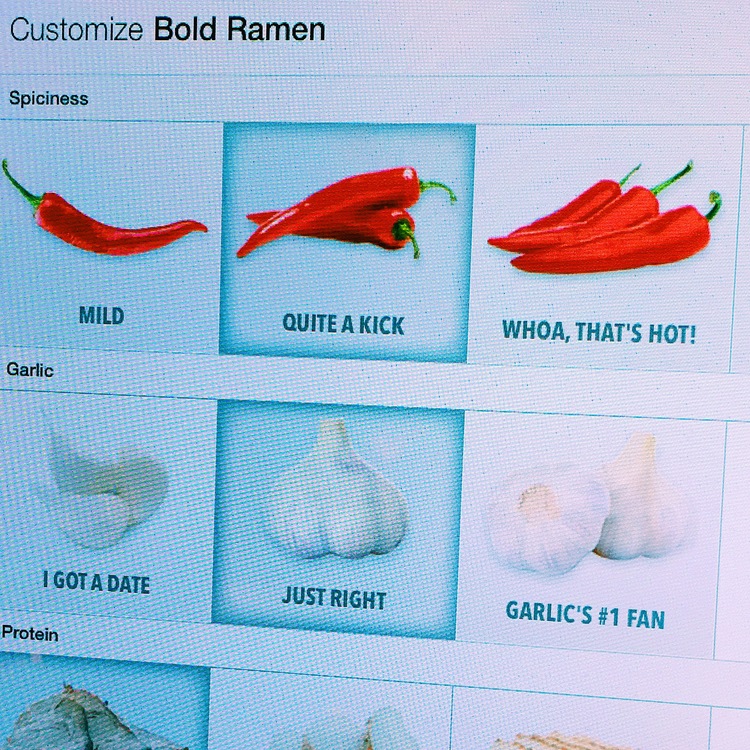 Customize Bold Ramen
Spiciness
MILD
QUITE A KICK
WHOA, THAT'S HOT!
Garlic
I GOT A DATE
JUST RIGHT
GARLIC'S #1 FAN
Protein